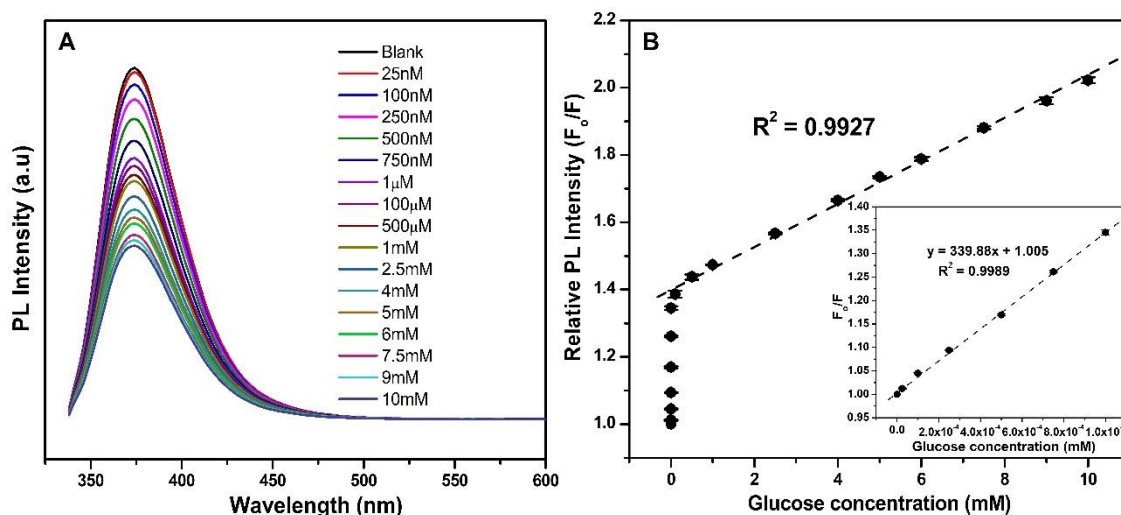 A
PL Intensity (a.u)
Blank
25nM
100nM
250nM
500nM
750nM
1µM
100µM
500µM
1mM
2.5mM
4mM
5mM
6mM
7.5mM
9mM
10mM
350 400 450 500 550 600
Wavelength (nm)
B
Relative PL Intensity (Fo/F)
2.2
2.0
1.8
1.6
1.4
1.2
1.0
R² = 0.9927
0 2 4 6 8 10
Glucose concentration (mM)
Fo/F
1.40
1.35
1.30
1.25
1.20
1.15
1.10
1.05
1.00
0.95
y = 339.88x + 1.005
R² = 0.9989
0.0 2.0x10⁻⁴ 4.0x10⁻⁴ 6.0x10⁻⁴ 8.0x10⁻⁴
Glucose concentration (mM)